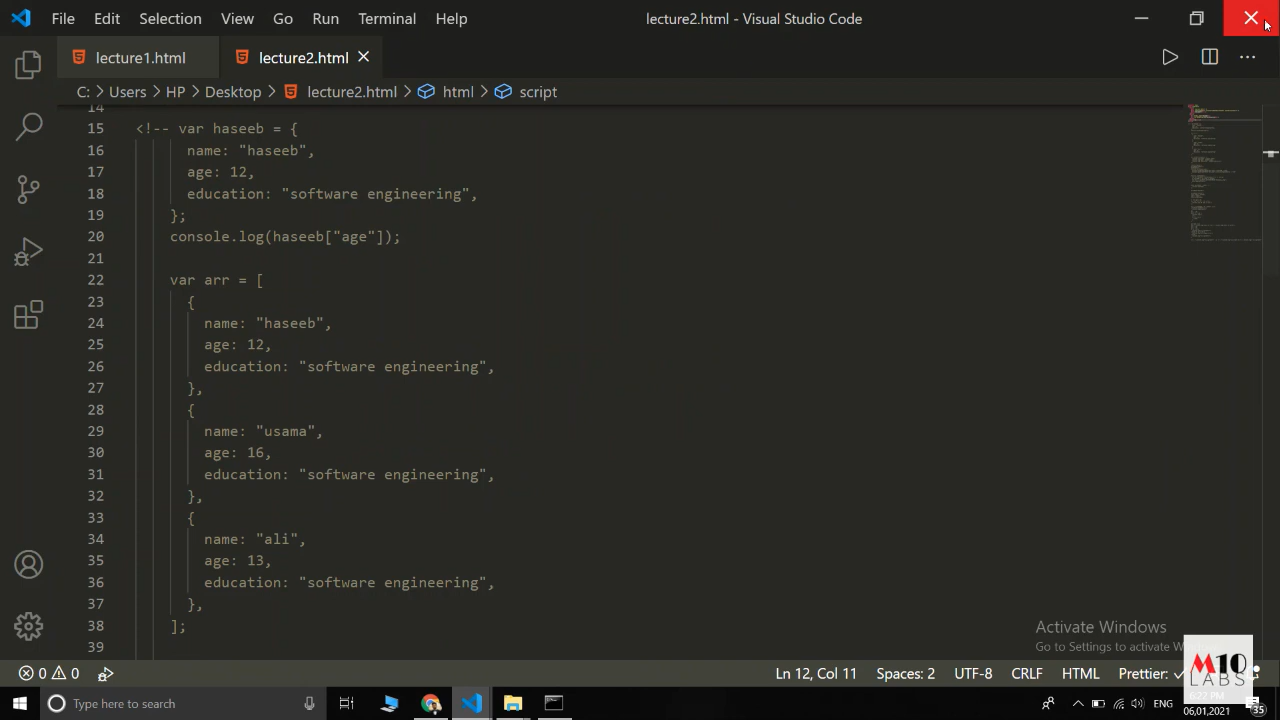 File Edit Selection View Go Run Terminal Help lecture2.html - Visual Studio Code
lecture1.html lecture2.html
C: > Users > HP > Desktop > lecture2.html > html > script
14
15 <!-- var haseeb = {
16 name: "haseeb",
17 age: 12,
18 education: "software engineering",
19 };
20 console.log(haseeb["age"]);
21
22 var arr = [
23 {
24 name: "haseeb",
25 age: 12,
26 education: "software engineering",
27 },
28 {
29 name: "usama",
30 age: 16,
31 education: "software engineering",
32 },
33 {
34 name: "ali",
35 age: 13,
36 education: "software engineering",
37 },
38 ];
39
Activate Windows
Go to Settings to activate W
M10
LABS
0 0 Ln 12, Col 11 Spaces: 2 UTF-8 CRLF HTML Prettier: ✓
Type here to search ENG 6:22 PM
06,01,2021 35